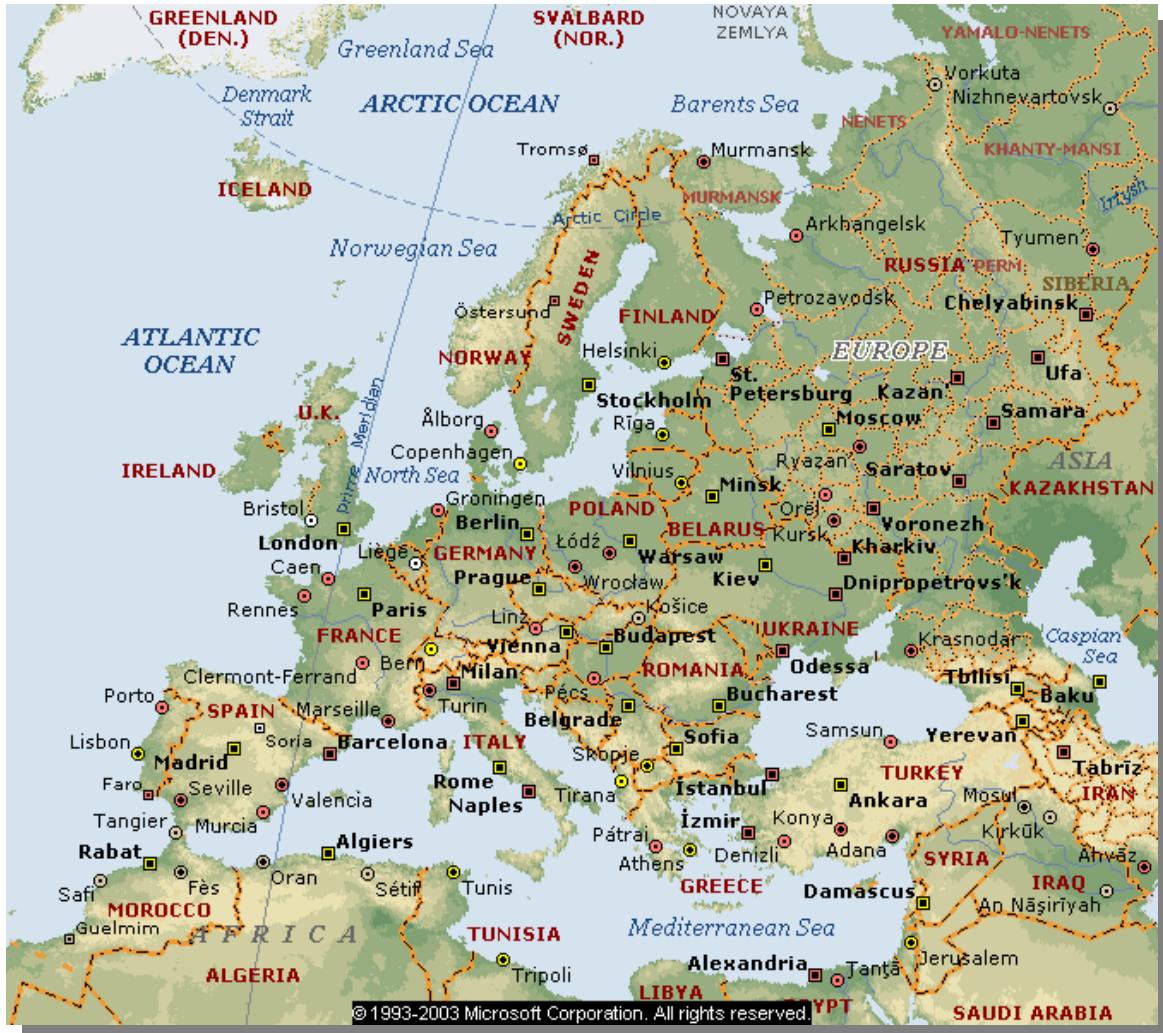 GREENLAND
(DEN.)
SVALBARD
(NOR.)
NOVAYA
ZEMLYA
YAMALO-NENETS
Greenland Sea
Vorkuta
Denmark
Strait
ARCTIC OCEAN
Barents Sea
Nizhnevartovsk
NENETS
Tromsø
Murmansk
KHANTY-MANSI
ICELAND
MURMANSK
Irtysh
Arctic Circle
Arkhangelsk
Norwegian Sea
Tyumen'
RUSSIA
PERM
SWEDEN
SIBERIA
Östersund
Petrozavodsk
Chelyabinsk
FINLAND
ATLANTIC
OCEAN
NORWAY
Helsinki
EUROPE
St.
Petersburg
Kazan'
Ufa
Stockholm
U.K.
Prime Meridian
Ålborg
Rīga
Moscow
Samara
IRELAND
Copenhagen
North Sea
Vilnius
Ryazan'
Saratov
ASIA
Minsk
KAZAKHSTAN
Bristol
Groningen
POLAND
Orël
London
Berlin
BELARUS
Kursk
Voronezh
Liège
GERMANY
Łódź
Warsaw
Kharkiv
Caen
Prague
Wrocław
Kiev
Dnipropetrovs'k
Rennes
Paris
Košice
Linz
FRANCE
Vienna
Budapest
UKRAINE
Krasnodar
Caspian
Sea
Bern
Odessa
Clermont-Ferrand
Milan
ROMANIA
Tbilisi
Porto
Pécs
Bucharest
Baku
SPAIN
Marseille
Turin
Belgrade
Lisbon
Soria
Barcelona
ITALY
Sofia
Samsun
Yerevan
Madrid
Skopje
Tabrīz
Faro
Seville
Rome
İstanbul
TURKEY
IRAN
Valencia
Naples
Tirana
Ankara
Mosul
Tangier
Murcia
Pátrai
İzmir
Konya
Kirkūk
Rabat
Algiers
Athens
Denizli
Adana
SYRIA
Āhvāz
Safi
Fès
Oran
Sétif
Tunis
GREECE
Damascus
IRAQ
MOROCCO
An Nāşirīyah
Guelmim
AFRICA
TUNISIA
Mediterranean Sea
Jerusalem
ALGERIA
Tripoli
Alexandria
Ţanţā
LIBYA
EGYPT
SAUDI ARABIA
© 1993-2003 Microsoft Corporation. All rights reserved.